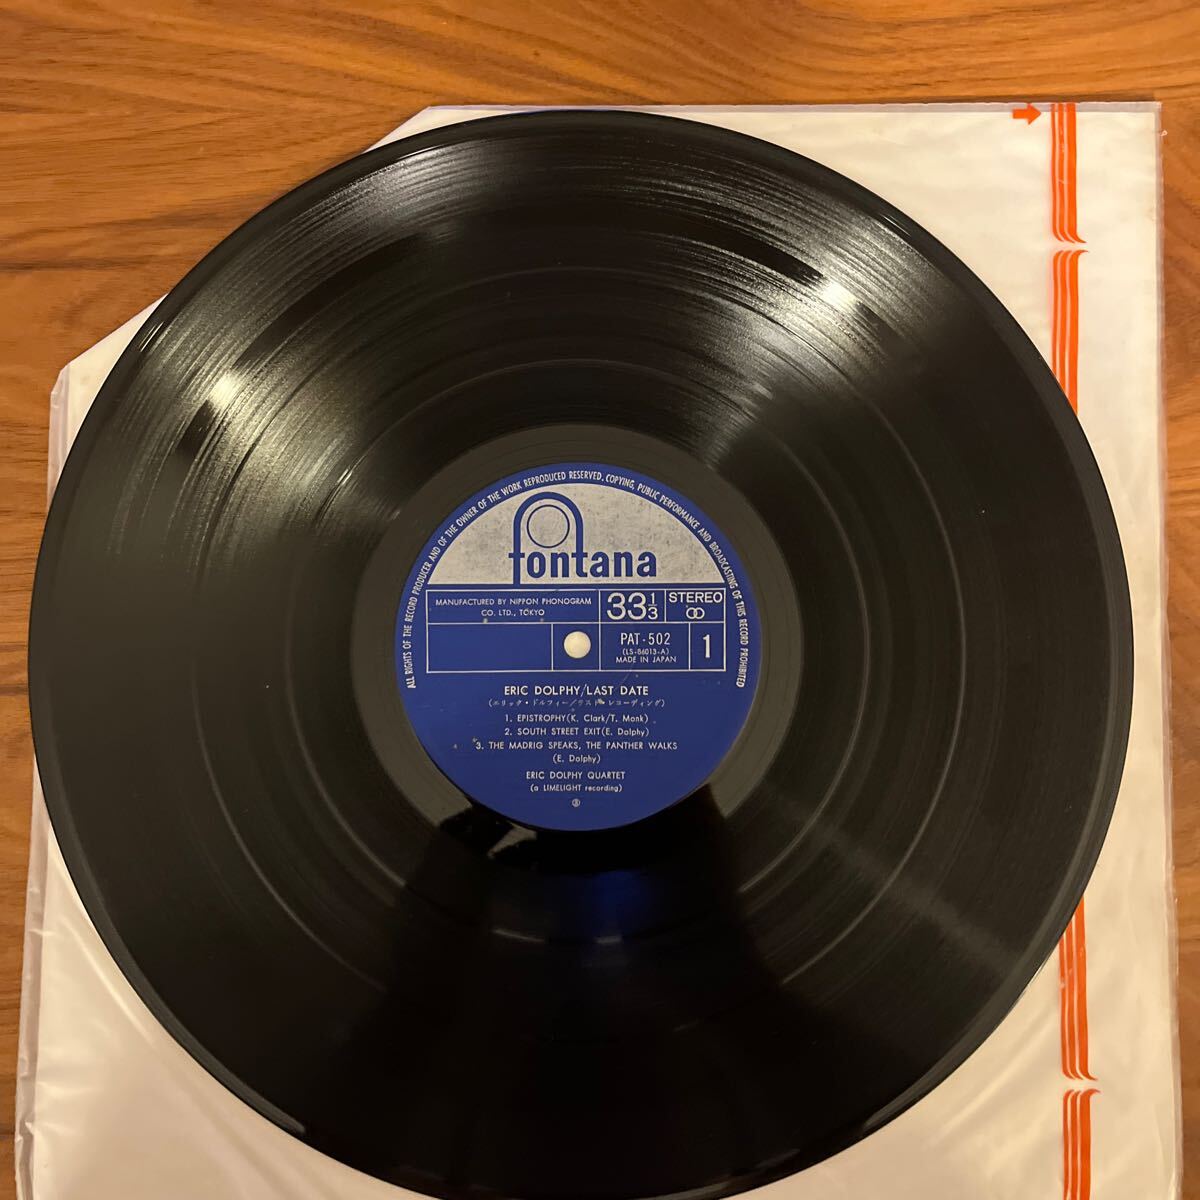 ALL RIGHTS OF THE RECORD PRODUCER AND OF THE OWNER OF THE WORK REPRODUCED RESERVED. COPYING, PUBLIC PERFORMANCE AND BROADCASTING OF THIS RECORD PROHIBITED
fontana
MANUFACTURED BY NIPPON PHONOGRAM
CO. LTD., TOKYO
33 1/3
STEREO
PAT-502
(LS-86013-A)
MADE IN JAPAN
1
ERIC DOLPHY/LAST DATE
(エリック・ドルフィー/ラスト・レコーディング)
1. EPISTROPHY(K. Clark/T. Monk)
2. SOUTH STREET EXIT(E. Dolphy)
3. THE MADRIG SPEAKS, THE PANTHER WALKS
(E. Dolphy)
ERIC DOLPHY QUARTET
(a LIMELIGHT recording)